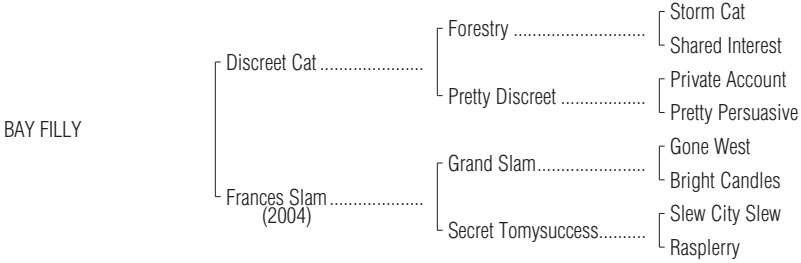 Storm Cat
Forestry ............................
Shared Interest
Discreet Cat ......................
Private Account
Pretty Discreet ..................
Pretty Persuasive
BAY FILLY
Gone West
Grand Slam.......................
Bright Candles
Frances Slam....................
(2004)
Slew City Slew
Secret Tomysuccess..........
Rasplerry